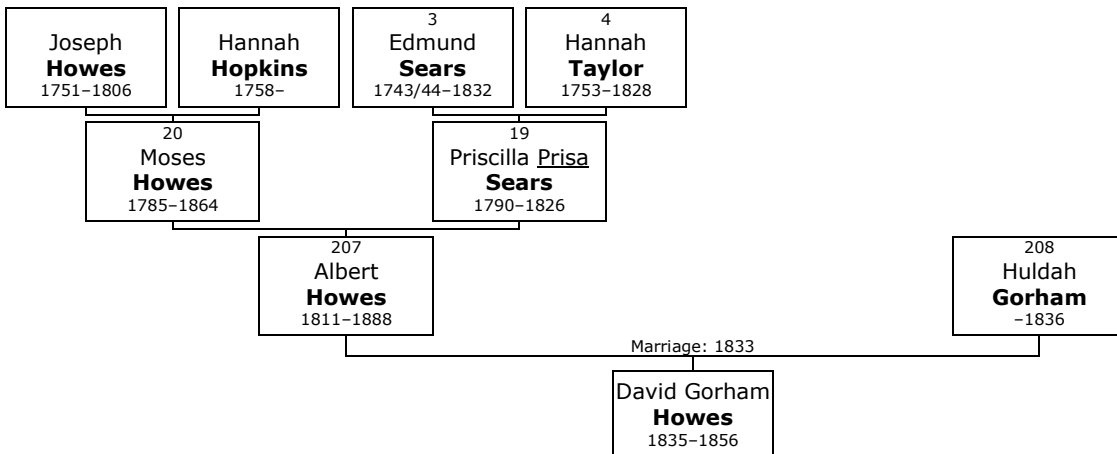 Joseph
Howes
1751–1806
Hannah
Hopkins
1758–
3
Edmund
Sears
1743/44–1832
4
Hannah
Taylor
1753–1828
20
Moses
Howes
1785–1864
19
Priscilla Prisa
Sears
1790–1826
207
Albert
Howes
1811–1888
208
Huldah
Gorham
–1836
Marriage: 1833
David Gorham
Howes
1835–1856